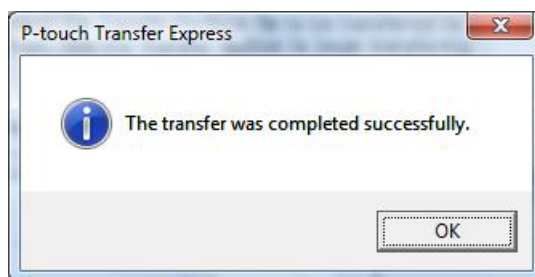 P-touch Transfer Express
The transfer was completed successfully.
OK